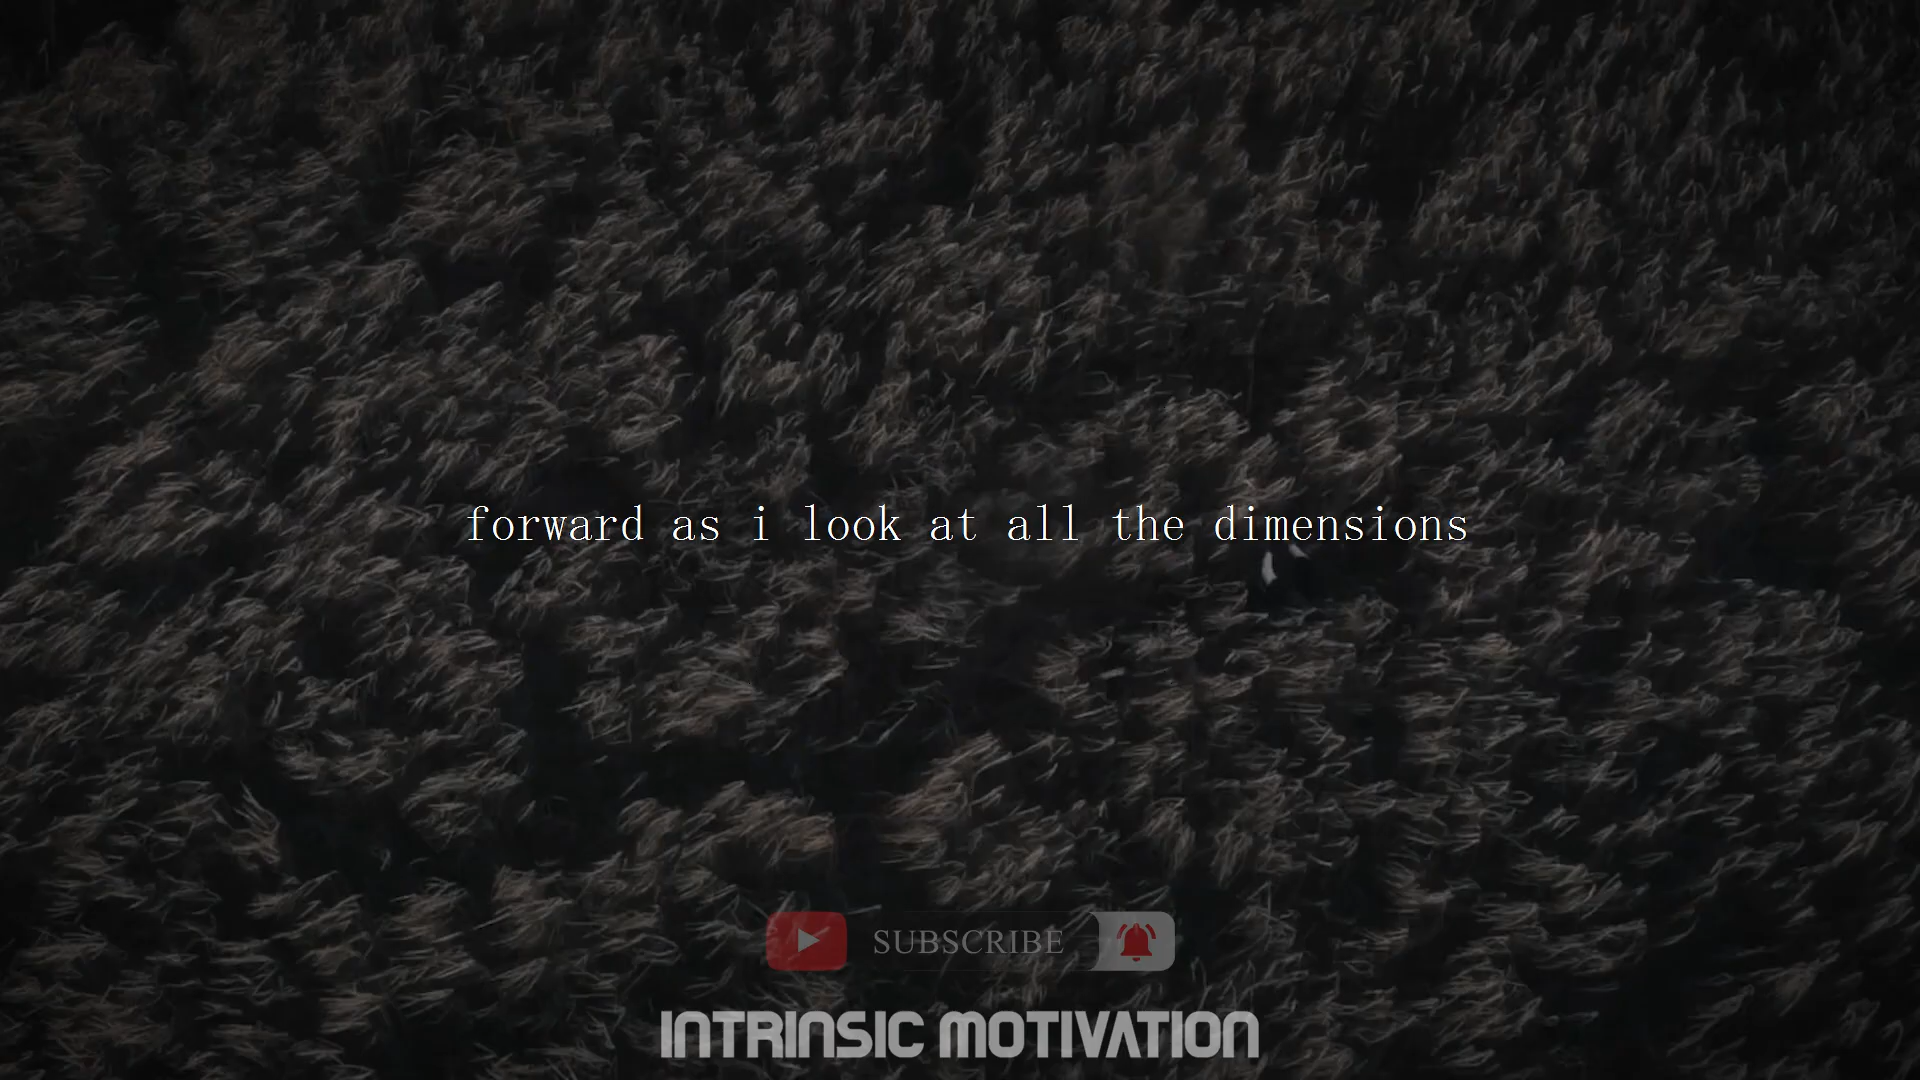 forward as i look at all the dimensions
SUBSCRIBE
INTRINSIC MOTIVATION